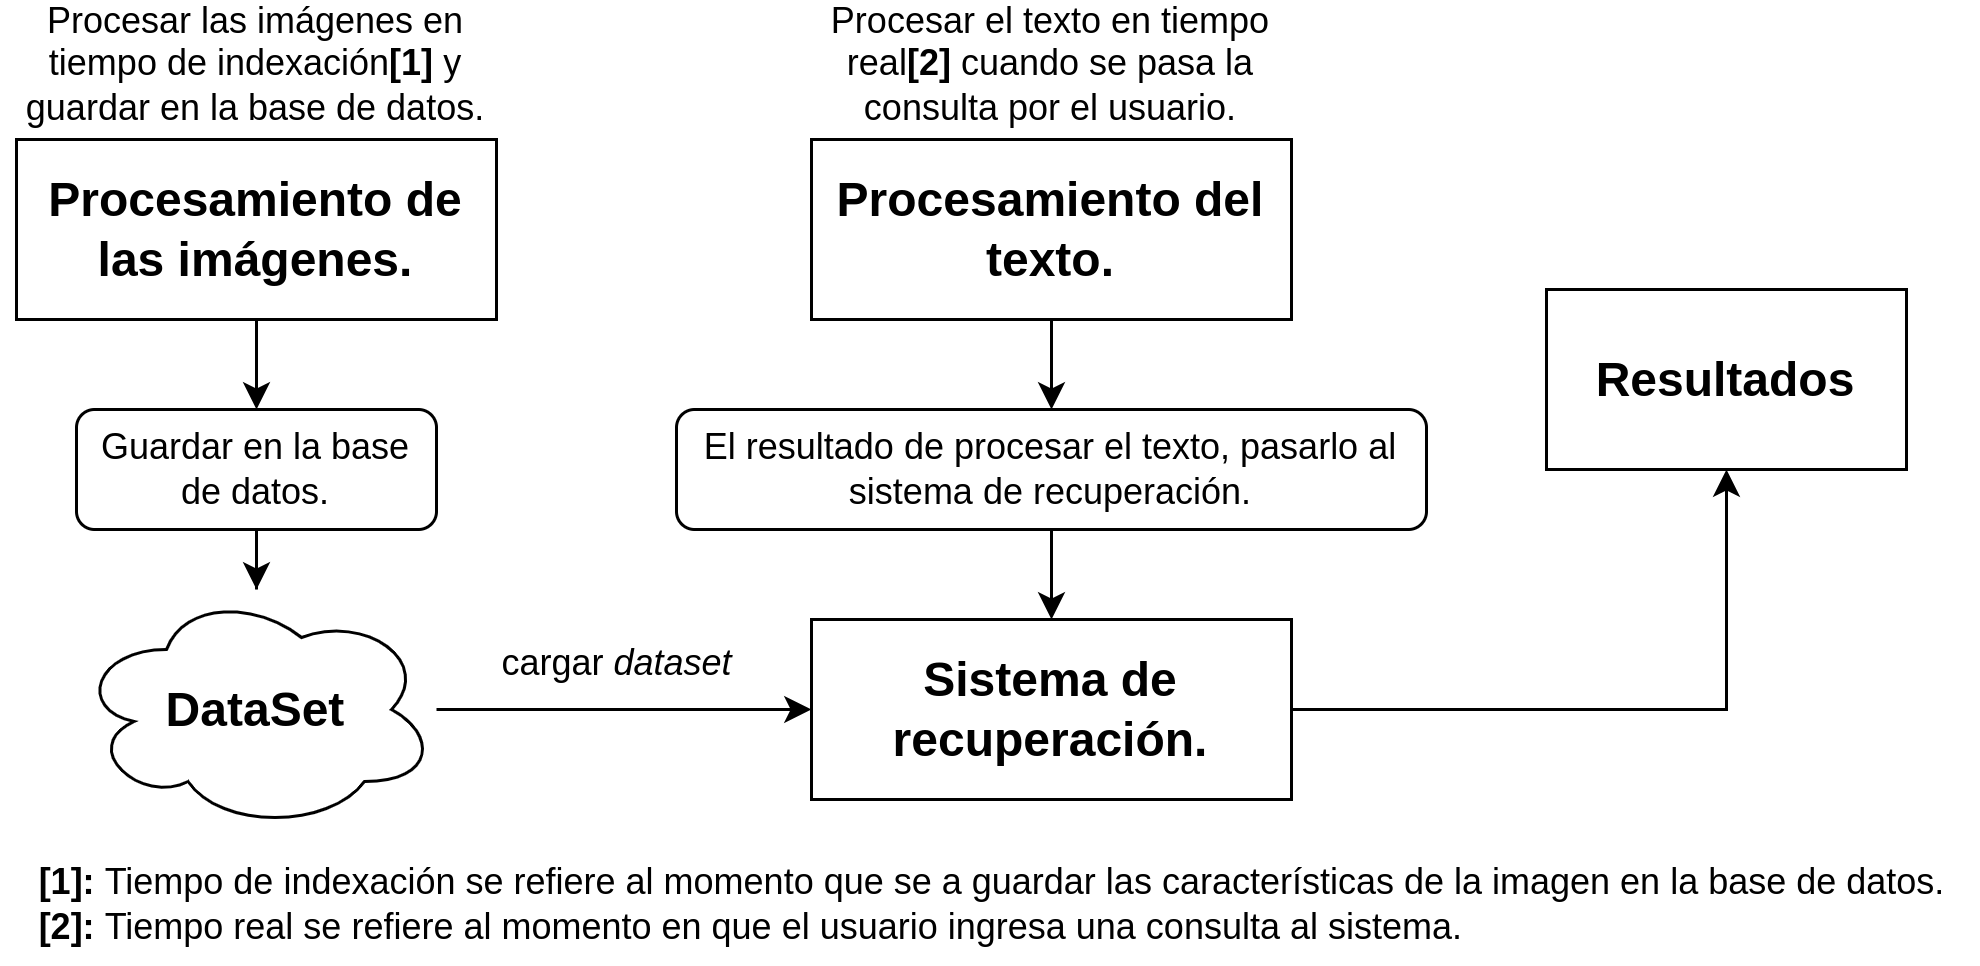 Procesar las imágenes en
tiempo de indexación[1] y
guardar en la base de datos.
Procesamiento de
las imágenes.
Guardar en la base
de datos.
DataSet
cargar dataset
Procesar el texto en tiempo
real[2] cuando se pasa la
consulta por el usuario.
Procesamiento del
texto.
El resultado de procesar el texto, pasarlo al
sistema de recuperación.
Sistema de
recuperación.
Resultados
[1]: Tiempo de indexación se refiere al momento que se a guardar las características de la imagen en la base de datos.
[2]: Tiempo real se refiere al momento en que el usuario ingresa una consulta al sistema.